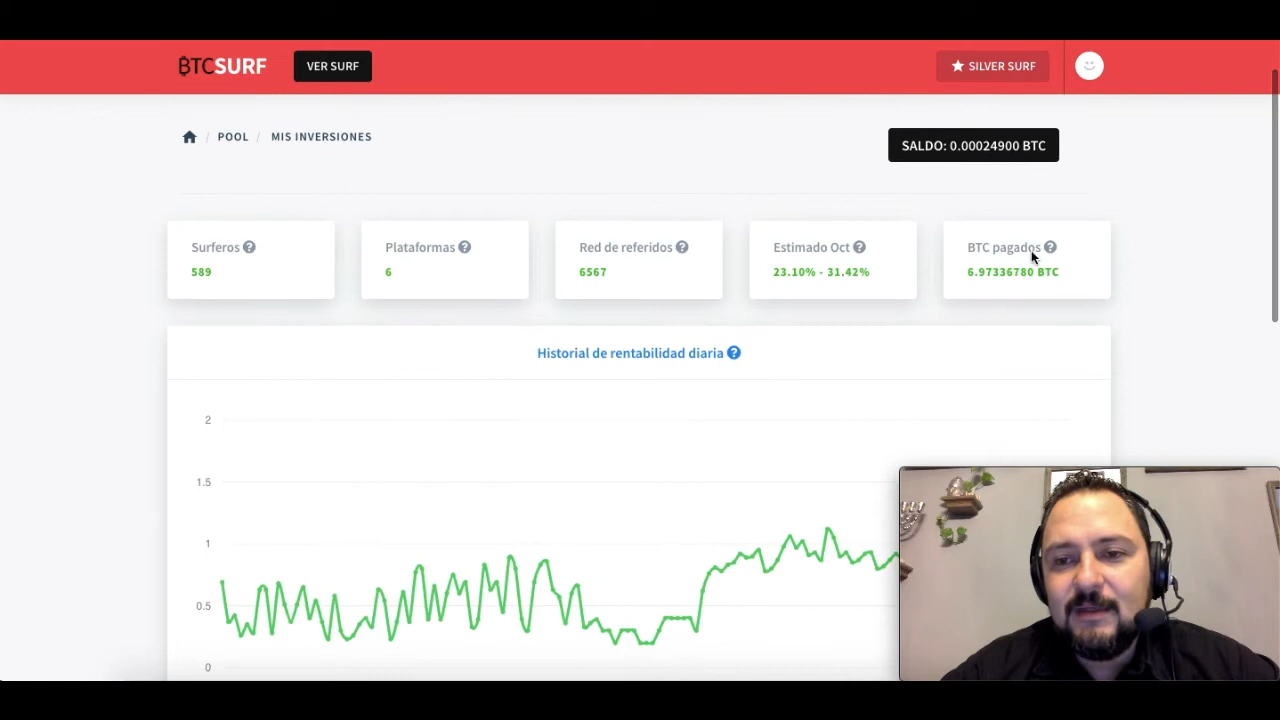 ₿TCSURF
VER SURF
SILVER SURF
POOL / MIS INVERSIONES
SALDO: 0.00024900 BTC
Surferos
589
Plataformas
6
Red de referidos
6567
Estimado Oct
23.10% - 31.42%
BTC pagados
6.97336780 BTC
Historial de rentabilidad diaria
2
1.5
1
0.5
0